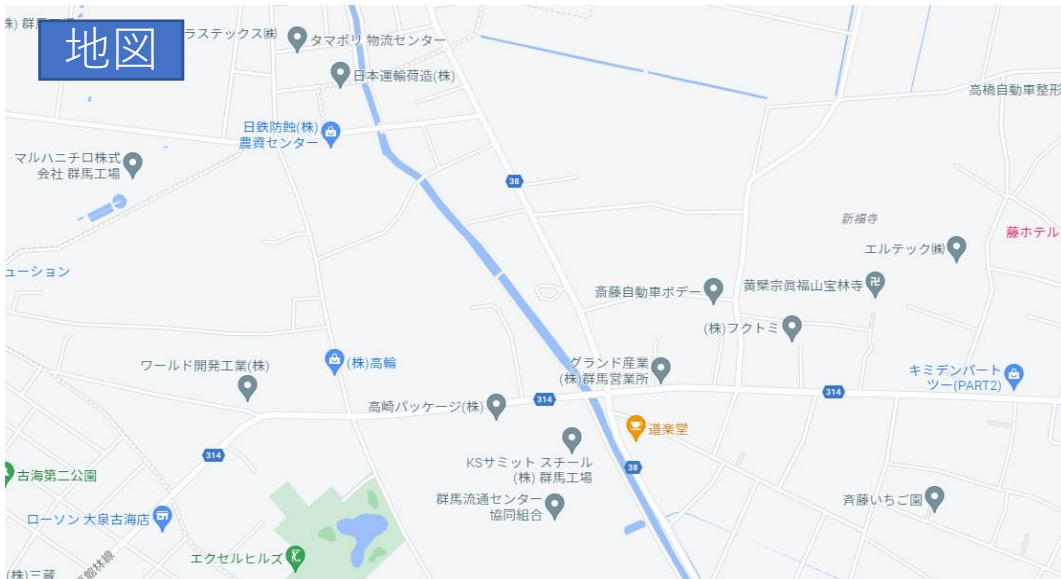 株) 群馬工場
地図
ラステックス㈱
タマポリ 物流センター
日本運輸荷造(株)
高橋自動車整形
日鉄防蝕(株)
農資センター
マルハニチロ株式
会社 群馬工場
38
新福寺
藤ホテル
エルテック㈱
ューション
斎藤自動車ボデー
黄檗宗眞福山宝林寺
(株)フクトミ
ワールド開発工業(株)
(株)高輪
グランド産業
(株)群馬営業所
キミデンパート
ツー(PART2)
高崎パッケージ(株)
314
314
道楽堂
314
KSサミット スチール
(株) 群馬工場
38
古海第二公園
群馬流通センター
協同組合
斉藤いちご園
ローソン 大泉古海店
エクセルヒルズ
館林線
(株)三蔵